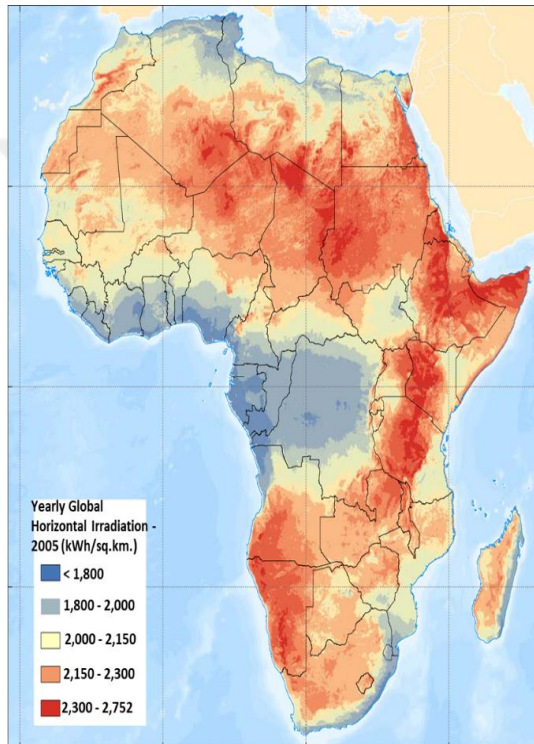 Yearly Global
Horizontal Irradiation -
2005 (kWh/sq.km.)
< 1,800
1,800 - 2,000
2,000 - 2,150
2,150 - 2,300
2,300 - 2,752